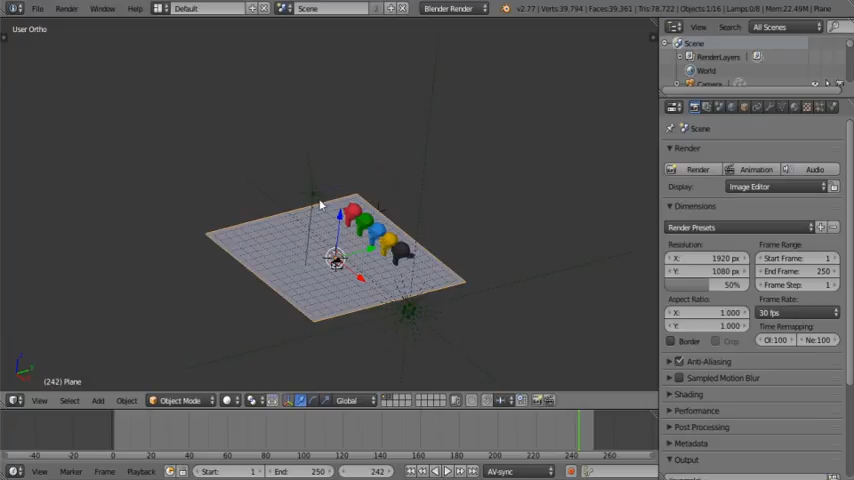 File Render Window Help Default Scene Blender Render v2.77 | Verts:39,794 | Faces:39,361 | Tris:78,722 | Objects:1/16 | Lamps:0/8 | Mem:22.49M | Plane
User Ortho
View Search All Scenes
Scene
RenderLayers
World
Camera
Scene
Render
Render Animation Audio
Display: Image Editor
Dimensions
Render Presets
Resolution: Frame Range:
X: 1920 px Start Frame: 1
Y: 1080 px End Frame: 250
50% Frame Step: 1
Aspect Ratio: Frame Rate:
X: 1.000 30 fps
Y: 1.000 Time Remapping:
Border Crop Ol:100 Ne:100
Anti-Aliasing
Sampled Motion Blur
Shading
Performance
Post Processing
Metadata
Output
(242) Plane
View Select Add Object Object Mode Global
-40 -20 0 20 40 60 80 100 120 140 160 180 200 220 240 260 280
View Marker Frame Playback Start: 1 End: 250 242 AV-sync